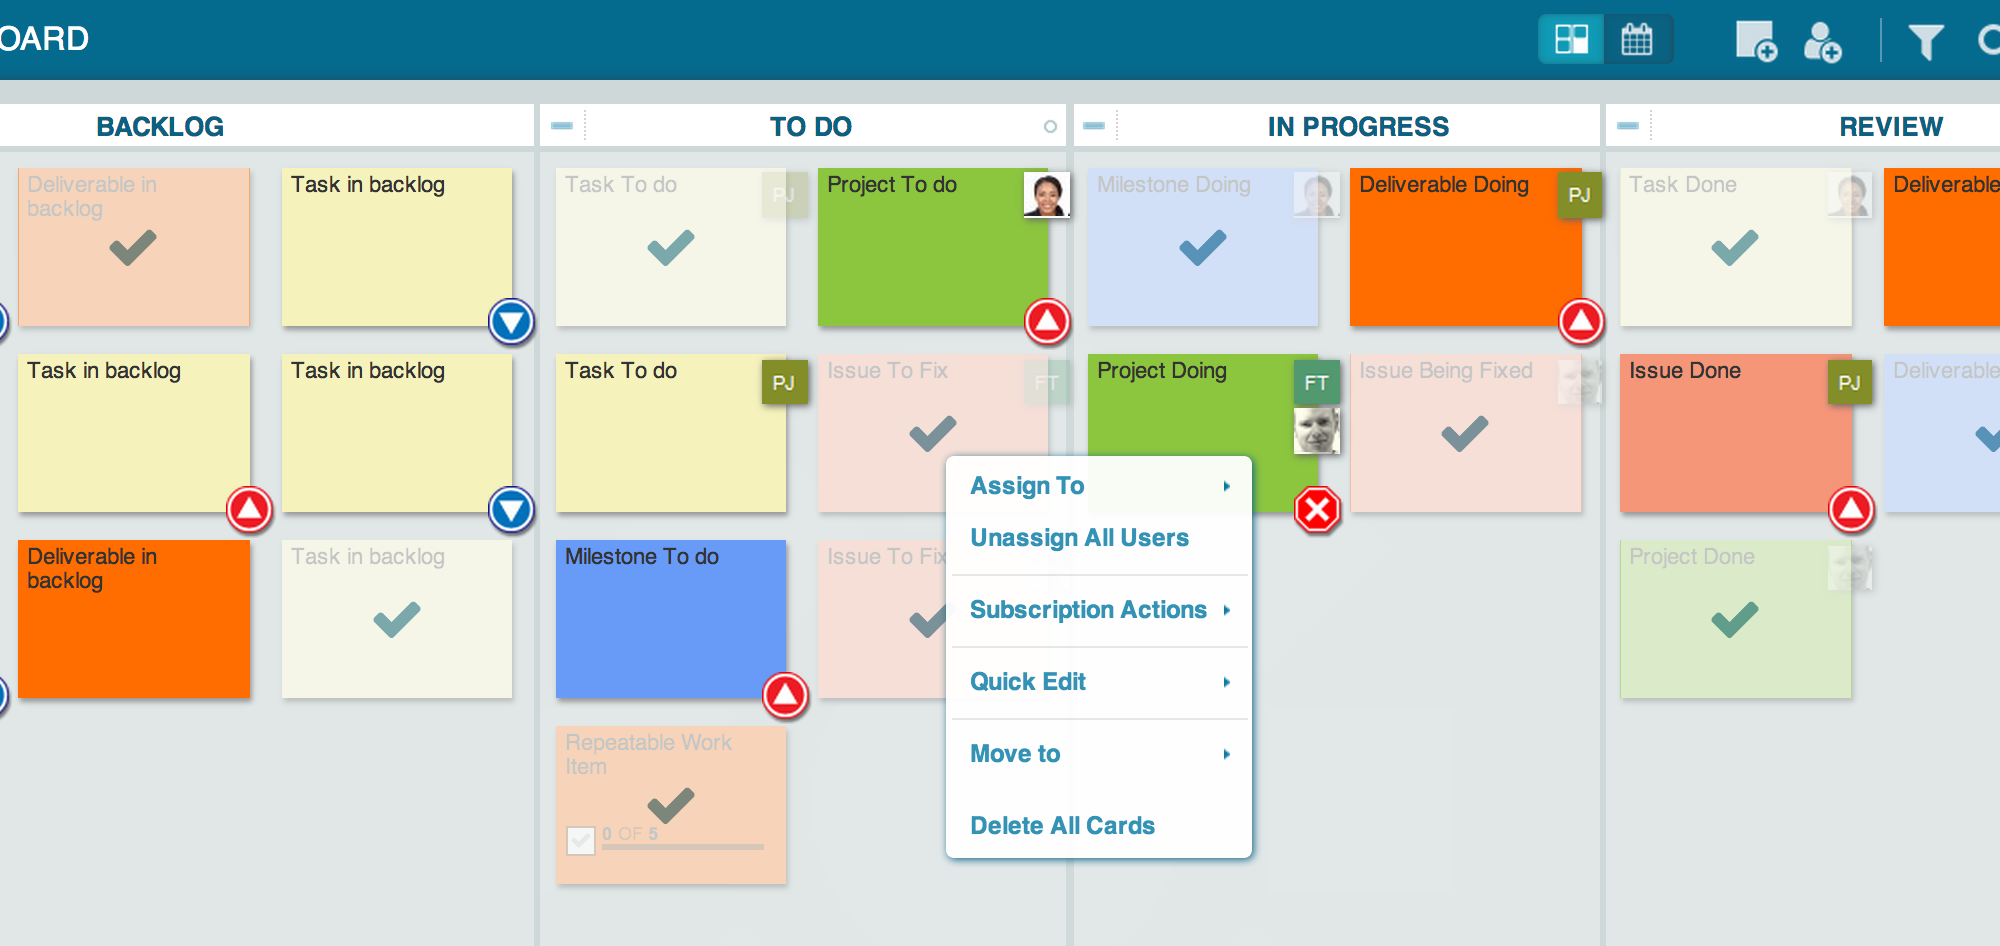 OARD
BACKLOG
TO DO
IN PROGRESS
REVIEW
Deliverable in
backlog
Task in backlog
Task To do
PJ
Project To do
Milestone Doing
Deliverable Doing
PJ
Task Done
Deliverable
Task in backlog
Task in backlog
Task To do
PJ
Issue To Fix
FT
Project Doing
FT
Issue Being Fixed
Issue Done
PJ
Deliverable
Deliverable in
backlog
Task in backlog
Milestone To do
Issue To Fix
Project Done
Repeatable Work
Item
0 OF 5
Assign To
Unassign All Users
Subscription Actions
Quick Edit
Move to
Delete All Cards